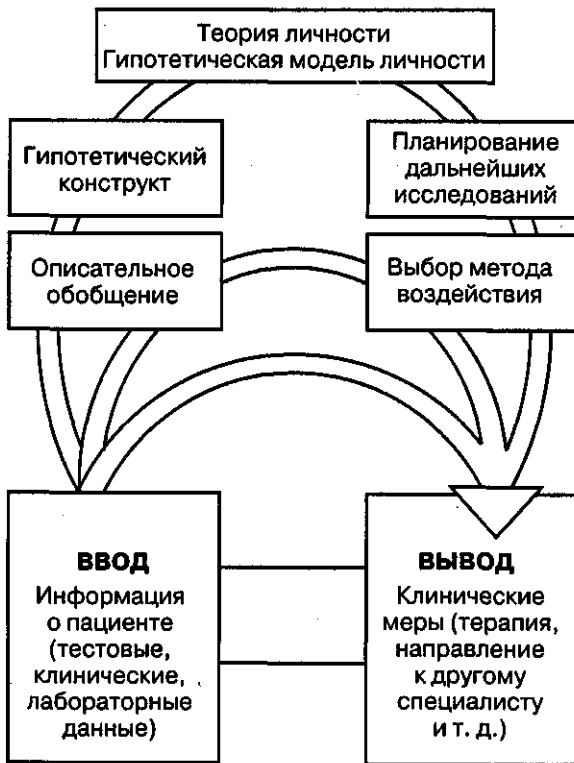 Теория личности
Гипотетическая модель личности
Гипотетический
конструкт
Планирование
дальнейших
исследований
Описательное
обобщение
Выбор метода
воздействия
ВВОД
Информация
о пациенте
(тестовые,
клинические,
лабораторные
данные)
ВЫВОД
Клинические
меры (терапия,
направление
к другому
специалисту
и т. д.)